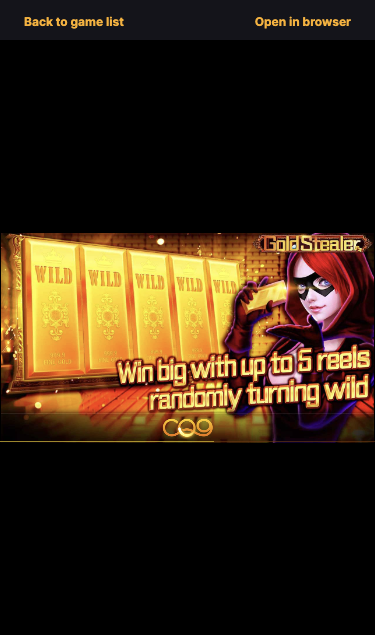 Back to game list Open in browser
Gold Stealer
WILD WILD WILD WILD WILD
Win big with up to 5 reels
randomly turning wild
CQ9